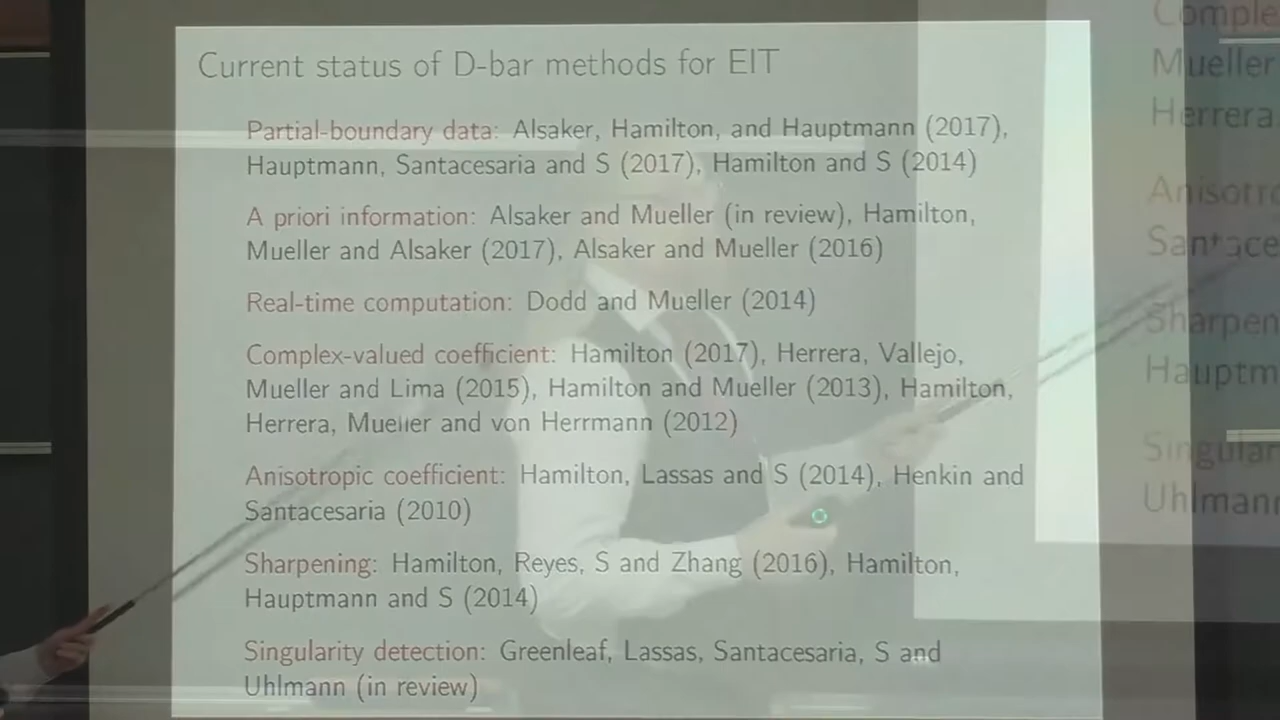 Current status of D-bar methods for EIT
Partial-boundary data: Alsaker, Hamilton, and Hauptmann (2017),
Hauptmann, Santacesaria and S (2017), Hamilton and S (2014)
A priori information: Alsaker and Mueller (in review), Hamilton,
Mueller and Alsaker (2017), Alsaker and Mueller (2016)
Real-time computation: Dodd and Mueller (2014)
Complex-valued coefficient: Hamilton (2017), Herrera, Vallejo,
Mueller and Lima (2015), Hamilton and Mueller (2013), Hamilton,
Herrera, Mueller and von Herrmann (2012)
Anisotropic coefficient: Hamilton, Lassas and S (2014), Henkin and
Santacesaria (2010)
Sharpening: Hamilton, Reyes, S and Zhang (2016), Hamilton,
Hauptmann and S (2014)
Singularity detection: Greenleaf, Lassas, Santacesaria, S and
Uhlmann (in review)
Comple
Mueller
Herrera
Anisotro
Santace
Sharpen
Hauptm
Singular
Uhlmann